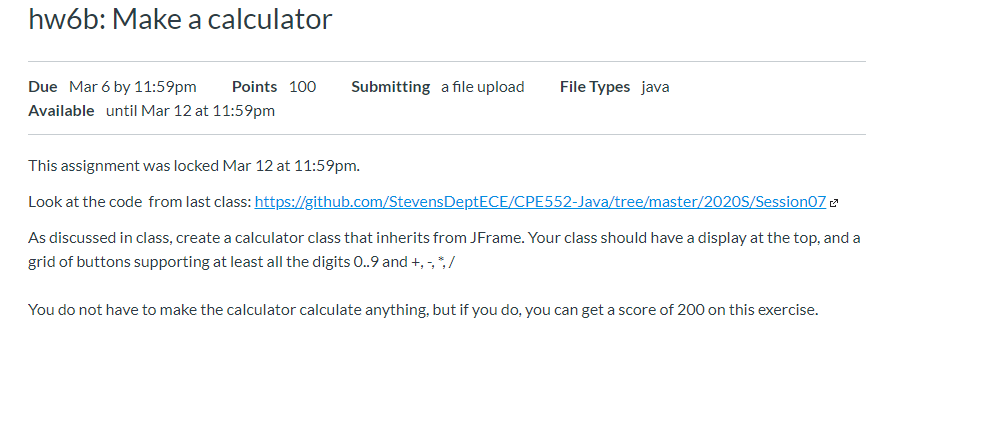 hw6b: Make a calculator
Due Mar 6 by 11:59pm Points 100 Submitting a file upload File Types java
Available until Mar 12 at 11:59pm
This assignment was locked Mar 12 at 11:59pm.
Look at the code from last class: https://github.com/StevensDeptECE/CPE552-Java/tree/master/2020S/Session07
As discussed in class, create a calculator class that inherits from JFrame. Your class should have a display at the top, and a
grid of buttons supporting at least all the digits 0..9 and +, -, *, /
You do not have to make the calculator calculate anything, but if you do, you can get a score of 200 on this exercise.